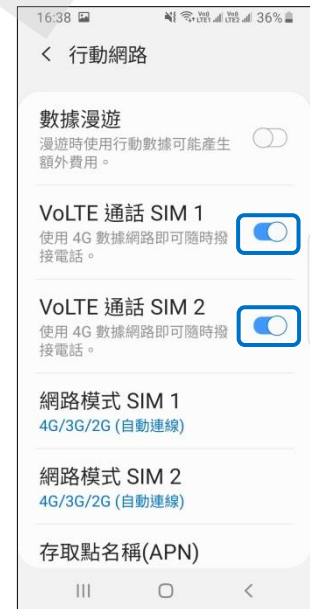 16:38 Vo)) LTE1 Vo)) LTE2 36%
行動網路
數據漫遊
漫遊時使用行動數據可能產生
額外費用。
VoLTE 通話 SIM 1
使用 4G 數據網路即可隨時撥
接電話。
VoLTE 通話 SIM 2
使用 4G 數據網路即可隨時撥
接電話。
網路模式 SIM 1
4G/3G/2G (自動連線)
網路模式 SIM 2
4G/3G/2G (自動連線)
存取點名稱(APN)